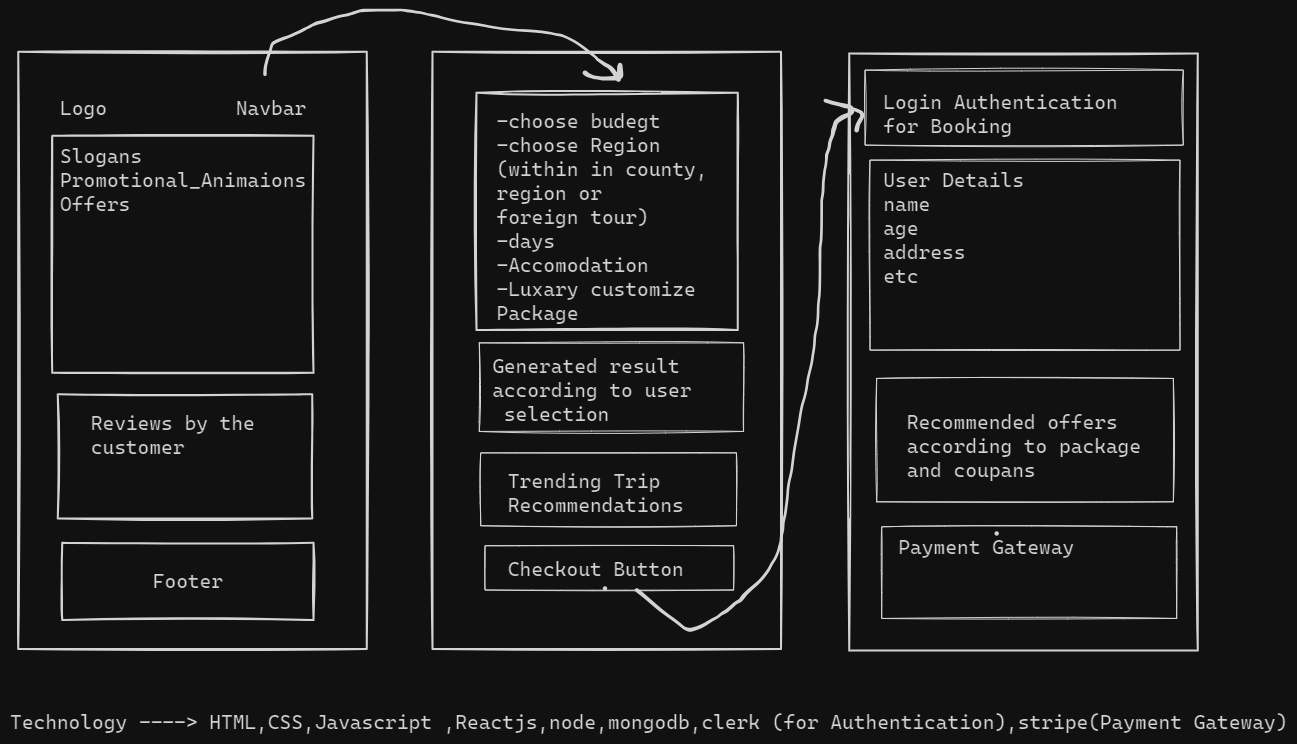 Logo
Navbar
Slogans
Promotional_Animaions
Offers
Reviews by the
customer
Footer
-choose budegt
-choose Region
(within in county,
region or
foreign tour)
-days
-Accomodation
-Luxary customize
Package
Generated result
according to user
selection
Trending Trip
Recommendations
Checkout Button
Login Authentication
for Booking
User Details
name
age
address
etc
Recommended offers
according to package
and coupans
Payment Gateway
Technology ----> HTML,CSS,Javascript ,Reactjs,node,mongodb,clerk (for Authentication),stripe(Payment Gateway)